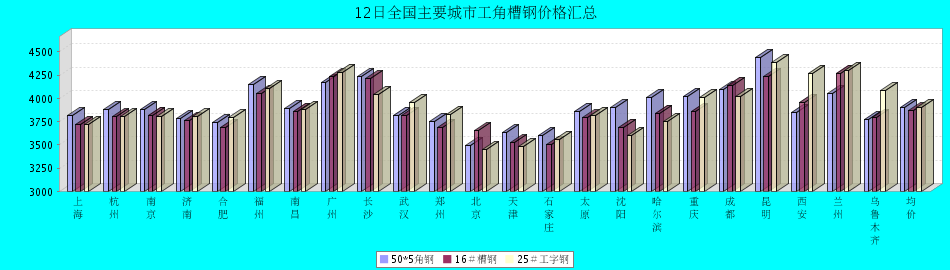 12日全国主要城市工角槽钢价格汇总
4500
4250
4000
3750
3500
3250
3000
上海
杭州
南京
济南
合肥
福州
南昌
广州
长沙
武汉
郑州
北京
天津
石家庄
太原
沈阳
哈尔滨
重庆
成都
昆明
西安
兰州
乌鲁木齐
均价
50*5角钢
16#槽钢
25#工字钢